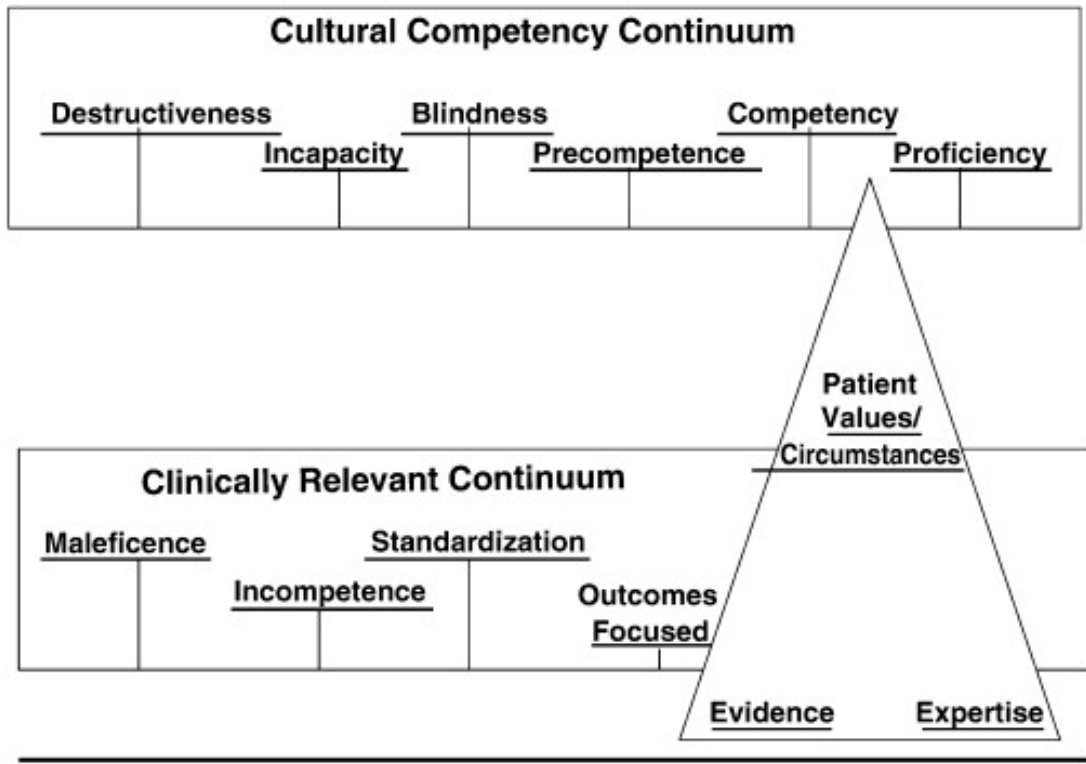 Cultural Competency Continuum
Destructiveness
Blindness
Competency
Incapacity
Precompetence
Proficiency
Patient
Values/
Circumstances
Clinically Relevant Continuum
Maleficence
Standardization
Incompetence
Outcomes
Focused
Evidence
Expertise